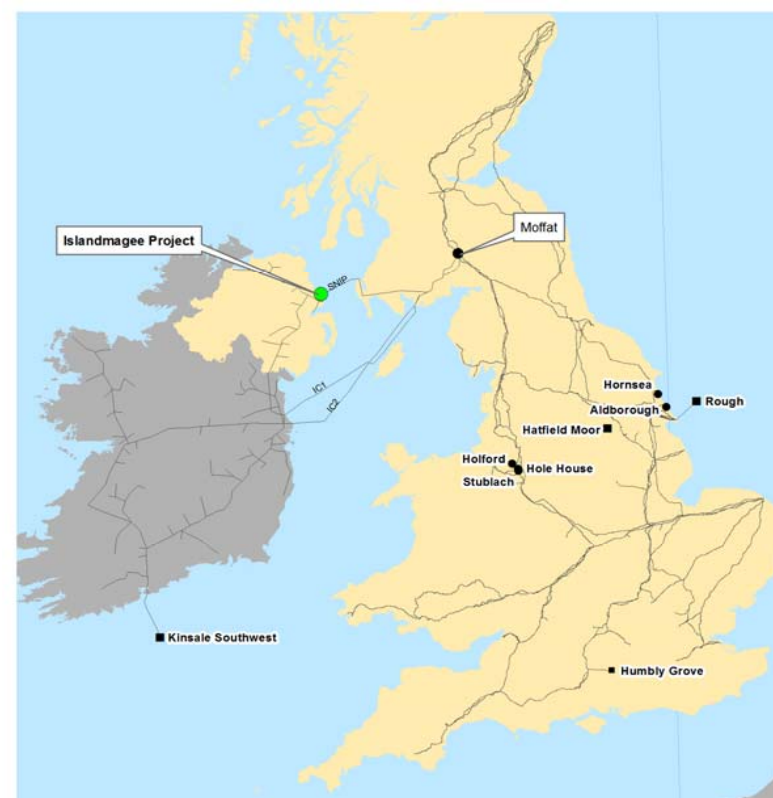 Moffat
Islandmagee Project
SNIP
IC1
IC2
Hornsea
Aldborough
Rough
Hatfield Moor
Holford
Hole House
Stublach
Kinsale Southwest
Humbly Grove